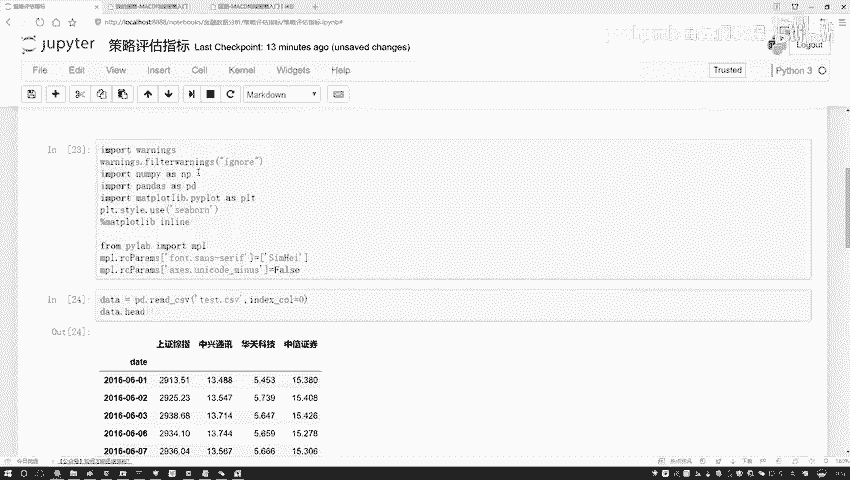 策略评估指标
http://localhost:8888/notebooks/金融数据分析/策略评估指标/策略评估指标.ipynb#
jupyter 策略评估指标 Last Checkpoint: 13 minutes ago (unsaved changes)
Logout
File Edit View Insert Cell Kernel Widgets Help
Trusted Python 3
Markdown
In [23]: import warnings
warnings.filterwarnings("ignore")
import numpy as np
import pandas as pd
import matplotlib.pyplot as plt
plt.style.use('seaborn')
%matplotlib inline
from pylab import mpl
mpl.rcParams['font.sans-serif']=['SimHei']
mpl.rcParams['axes.unicode_minus']=False
In [24]: data = pd.read_csv('test.csv',index_col=0)
data.head
Out[24]:
上证综指 中兴通讯 华天科技 中信证券
date
2016-06-01 2913.51 13.488 5.453 15.380
2016-06-02 2925.23 13.547 5.739 15.408
2016-06-03 2938.68 13.714 5.647 15.426
2016-06-06 2934.10 13.744 5.659 15.278
2016-06-07 2936.04 13.567 5.666 15.306